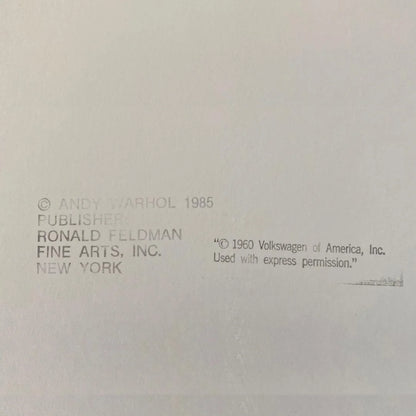 © ANDY WARHOL 1985
PUBLISHER:
RONALD FELDMAN
FINE ARTS, INC.
NEW YORK
"© 1960 Volkswagen of America, Inc.
Used with express permission."